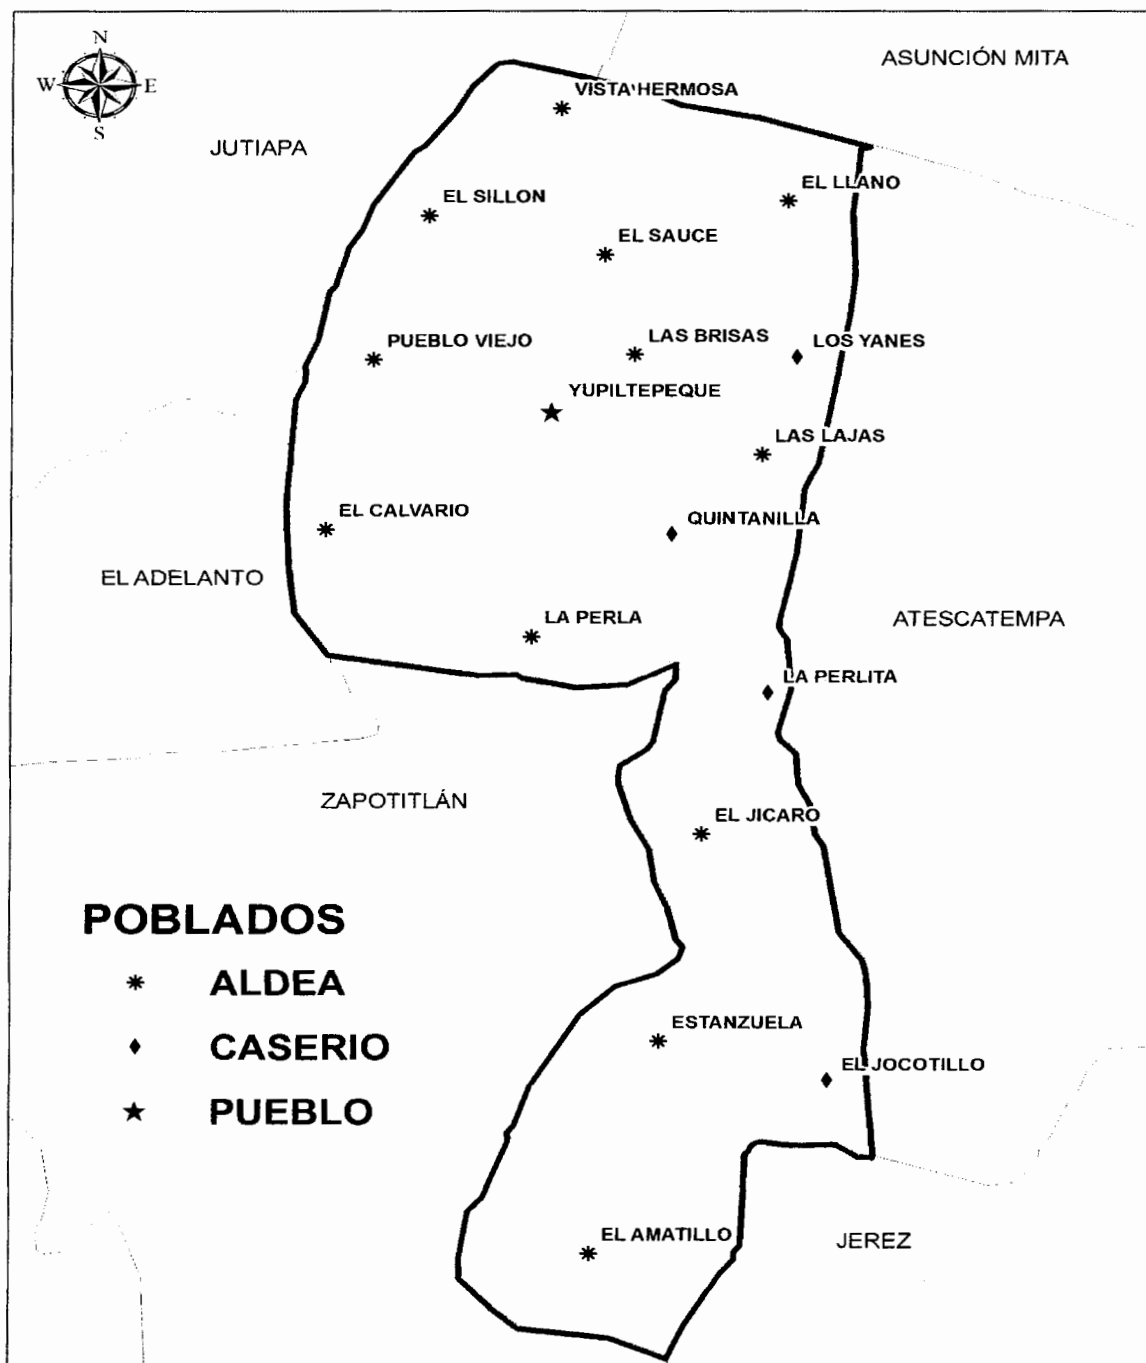 N
ASUNCIÓN MITA
W E
VISTA HERMOSA
S
JUTIAPA
EL LLANO
EL SILLON
EL SAUCE
PUEBLO VIEJO
LAS BRISAS
LOS YANES
YUPILTEPEQUE
LAS LAJAS
EL CALVARIO
QUINTANILLA
EL ADELANTO
LA PERLA
ATESCATEMPA
LA PERLITA
ZAPOTITLÁN
EL JICARO
POBLADOS
ALDEA
ESTANZUELA
CASERIO
EL JOCOTILLO
PUEBLO
EL AMATILLO
JEREZ